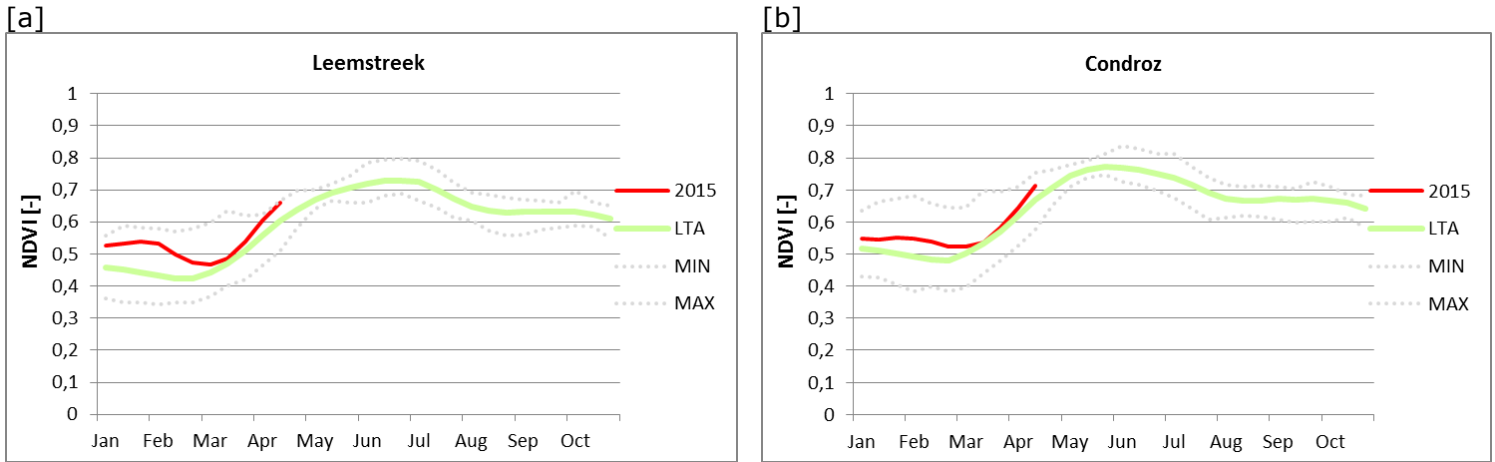 [a]
Leemstreek
NDVI [-]
1
0,9
0,8
0,7
0,6
0,5
0,4
0,3
0,2
0,1
0
Jan Feb Mar Apr May Jun Jul Aug Sep Oct
2015
LTA
MIN
MAX
[b]
Condroz
NDVI [-]
1
0,9
0,8
0,7
0,6
0,5
0,4
0,3
0,2
0,1
0
Jan Feb Mar Apr May Jun Jul Aug Sep Oct
2015
LTA
MIN
MAX